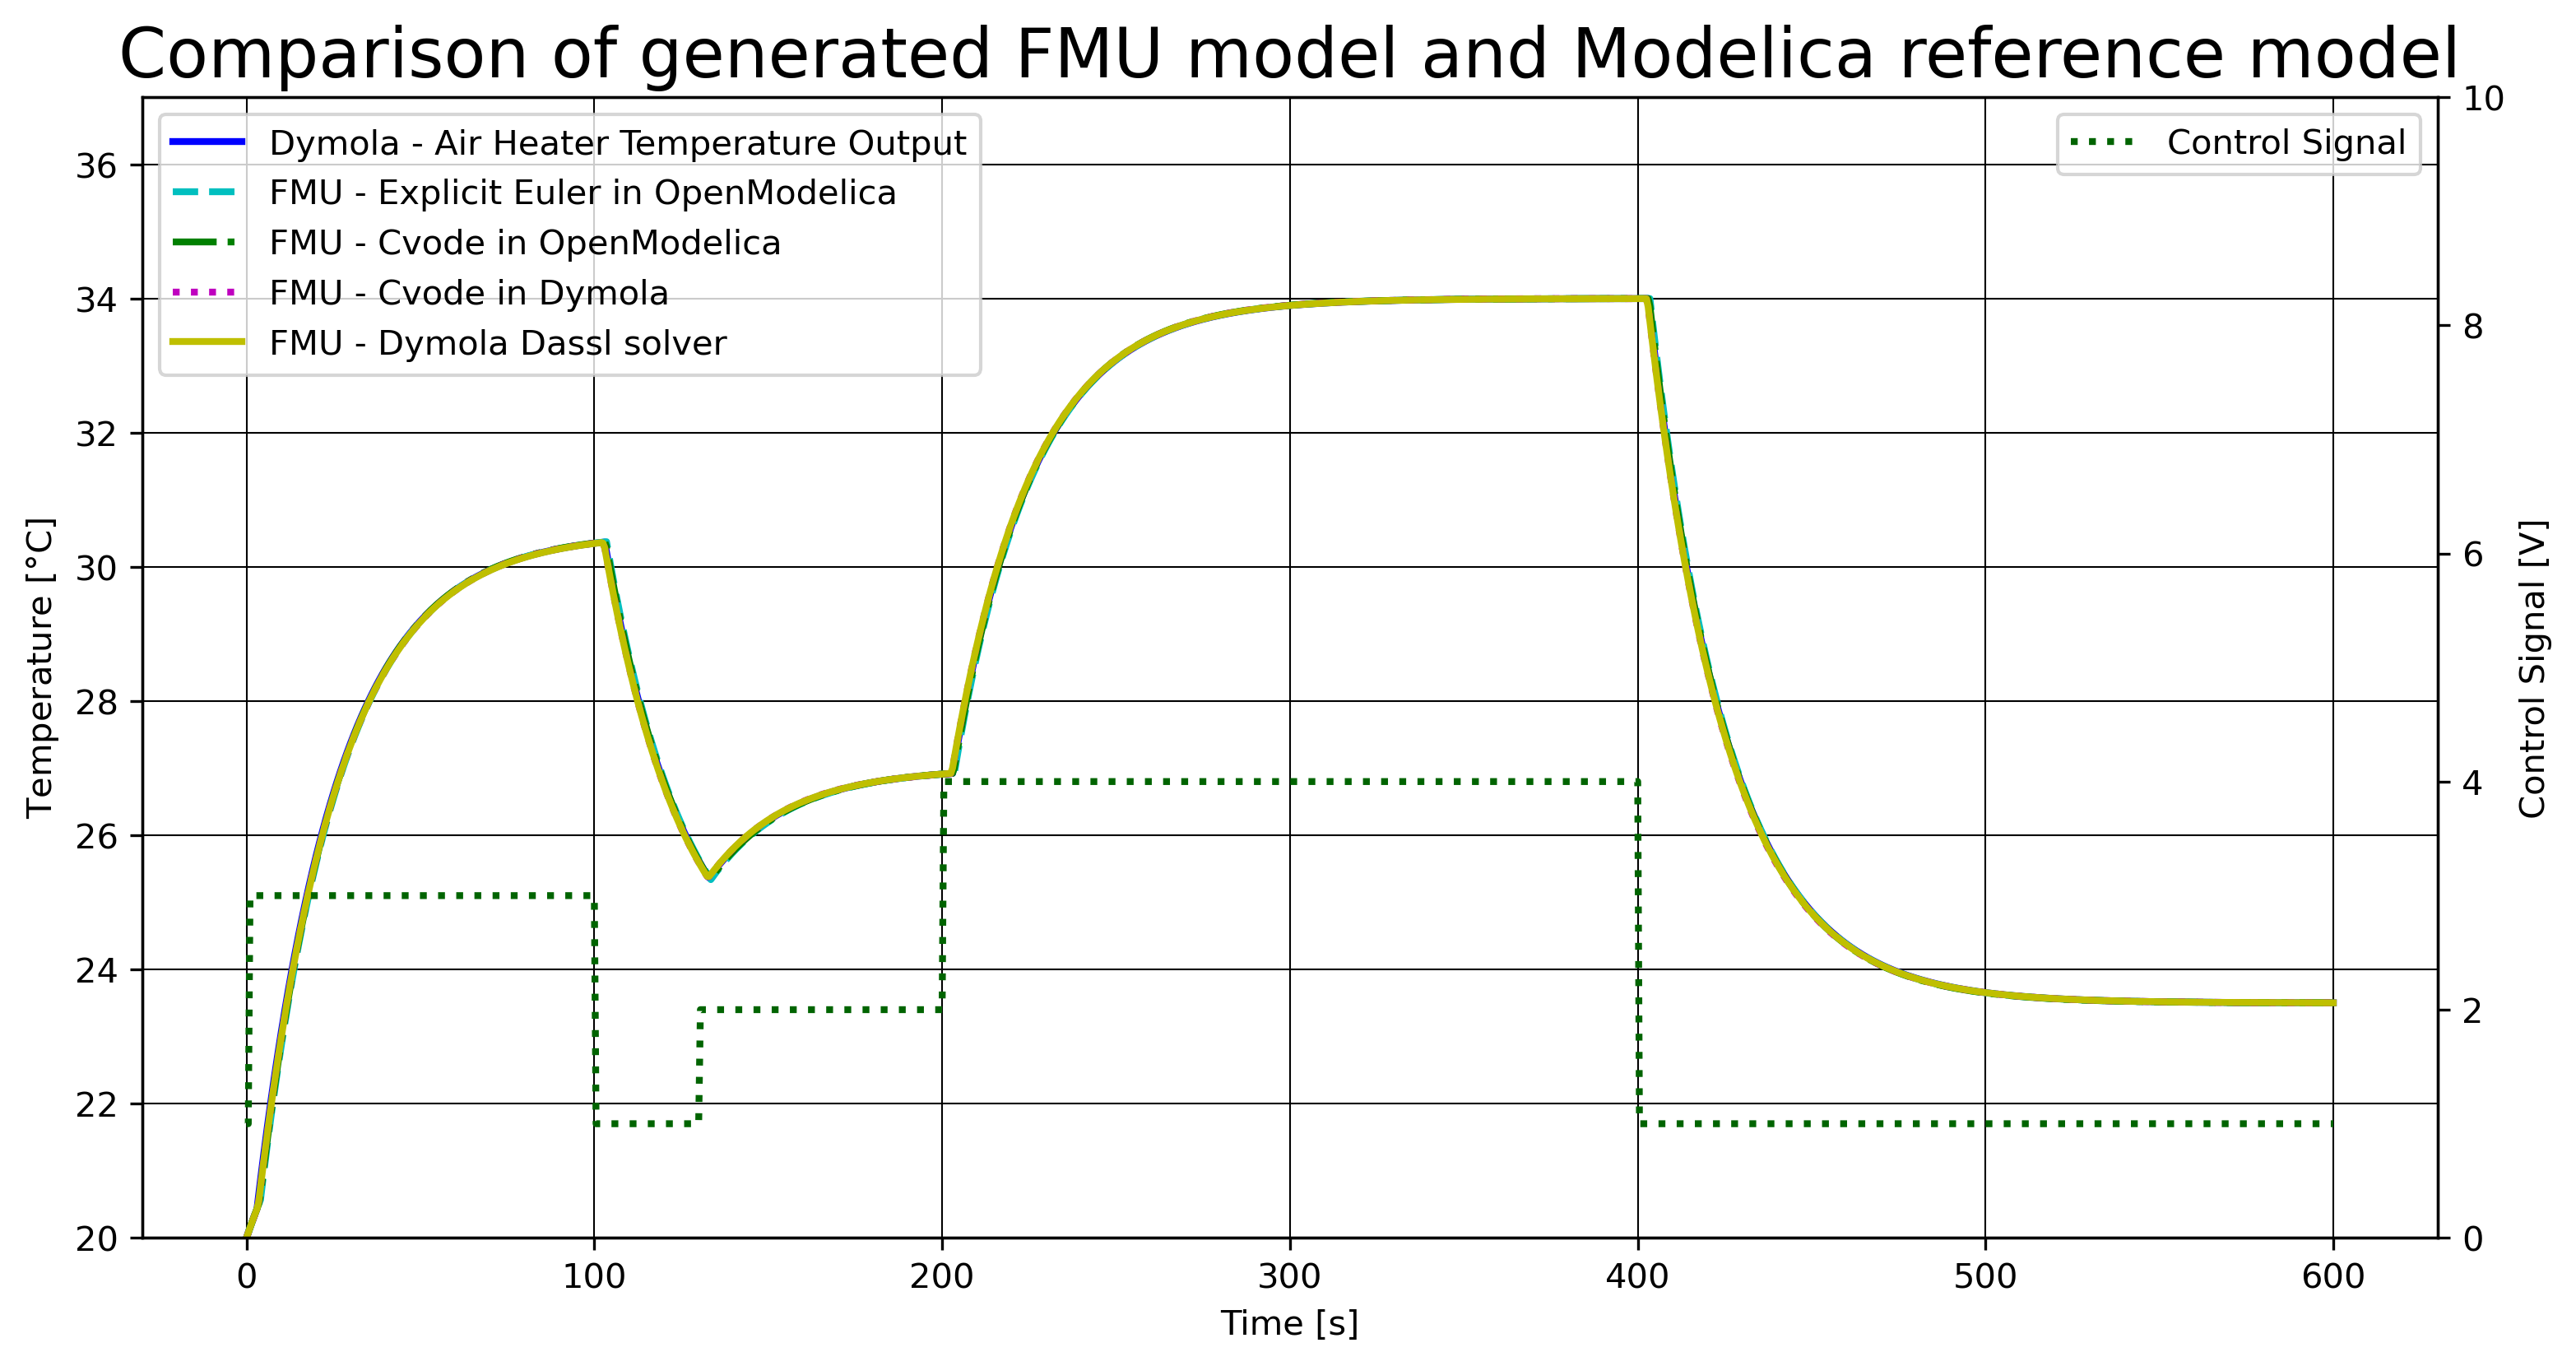 Comparison of generated FMU model and Modelica reference model
Dymola - Air Heater Temperature Output
FMU - Explicit Euler in OpenModelica
FMU - Cvode in OpenModelica
FMU - Cvode in Dymola
FMU - Dymola Dassl solver
Control Signal
Temperature [°C]
36
34
32
30
28
26
24
22
20
10
8
6
4
2
0
Control Signal [V]
0 100 200 300 400 500 600
Time [s]